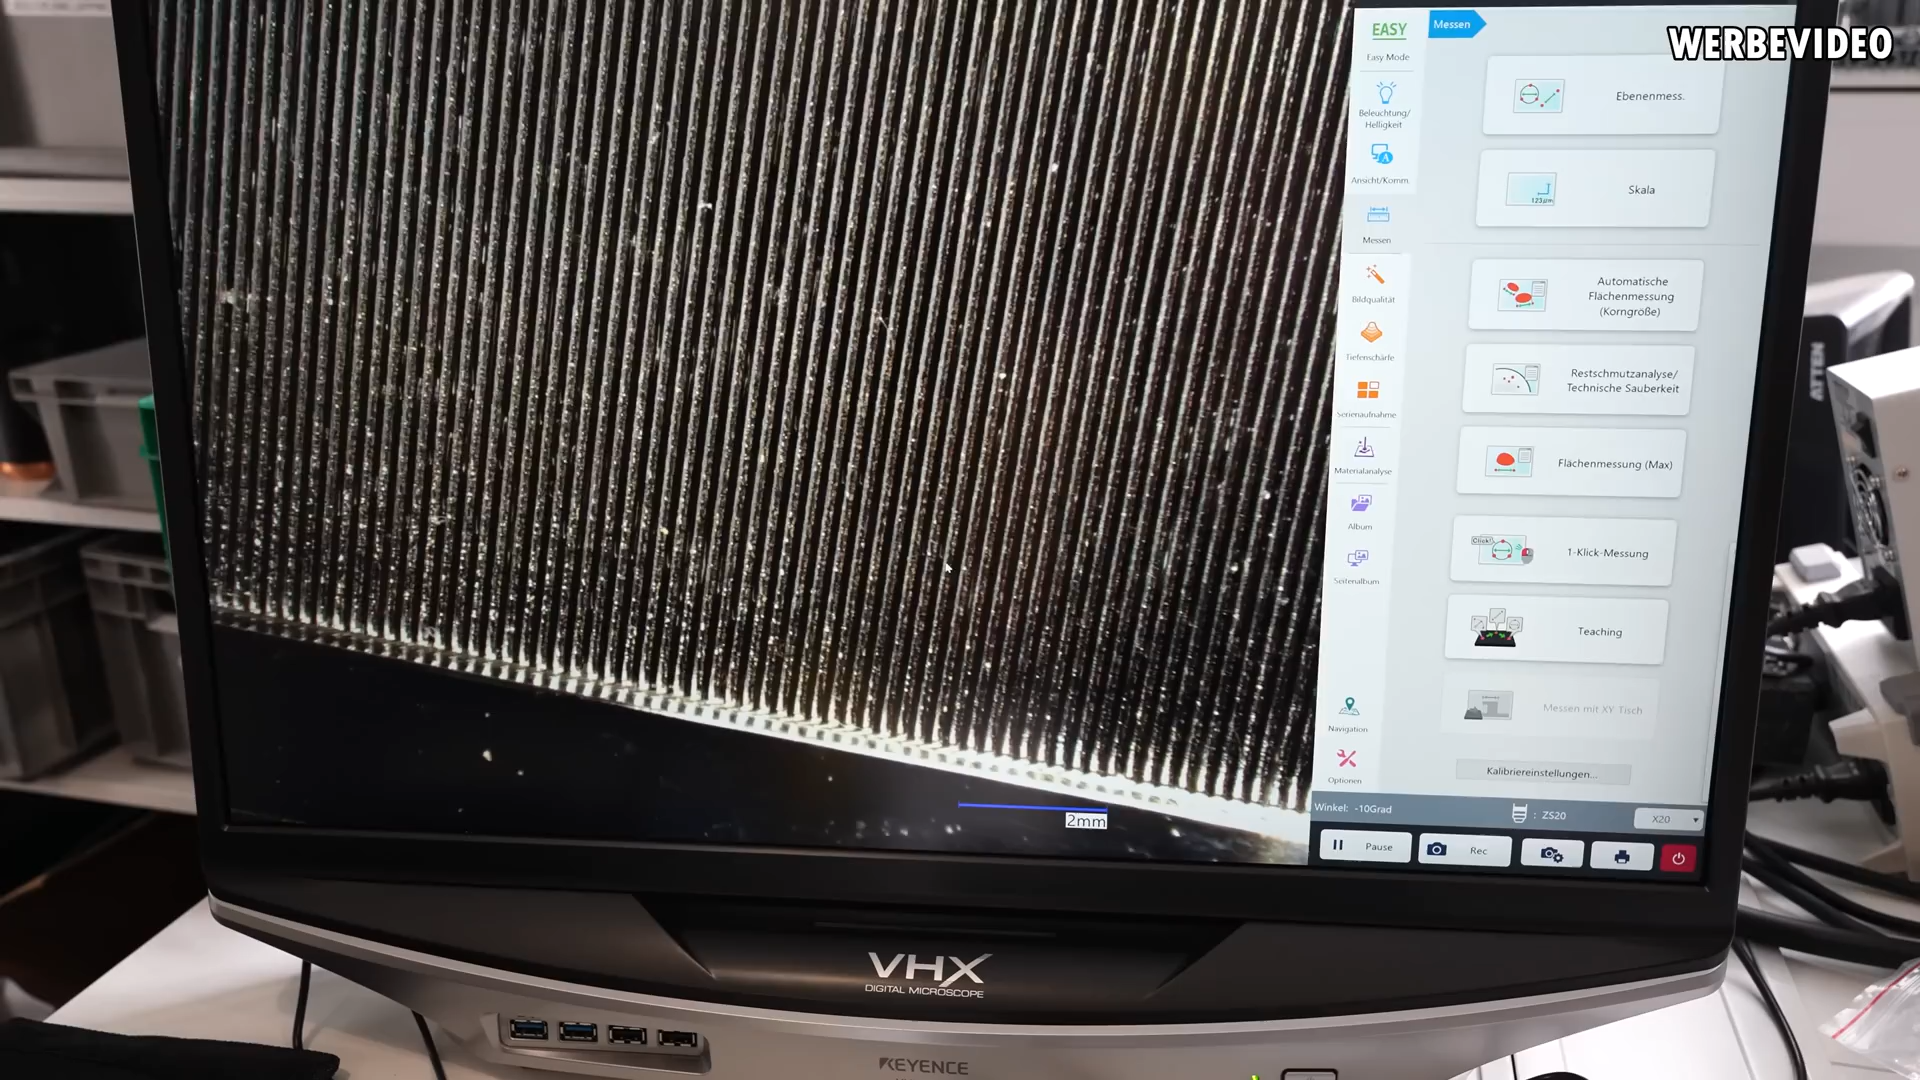 WERBEVIDEO
EASY
Easy Mode
Beleuchtung/
Helligkeit
Ansicht/Komm.
Messen
Bildqualität
Tiefenschärfe
Serienaufnahme
Materialanalyse
Album
Seitenalbum
Navigation
Optionen
Messen
Ebenenmess.
Skala
Automatische
Flächenmessung
(Korngröße)
Restschmutzanalyse/
Technische Sauberkeit
Flächenmessung (Max)
Click!
1-Klick-Messung
Teaching
Messen mit XY Tisch
Kalibriereinstellungen...
Winkel: -10Grad
: ZS20
X20
Pause
Rec
2mm
VHX
DIGITAL MICROSCOPE
KEYENCE
ATTEN